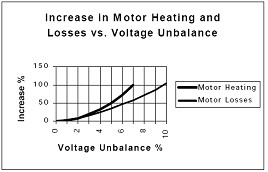 Increase in Motor Heating and
Losses vs. Voltage Unbalance
Increase %
150
100
50
0
0
2
4
6
8
10
Voltage Unbalance %
Motor Heating
Motor Losses